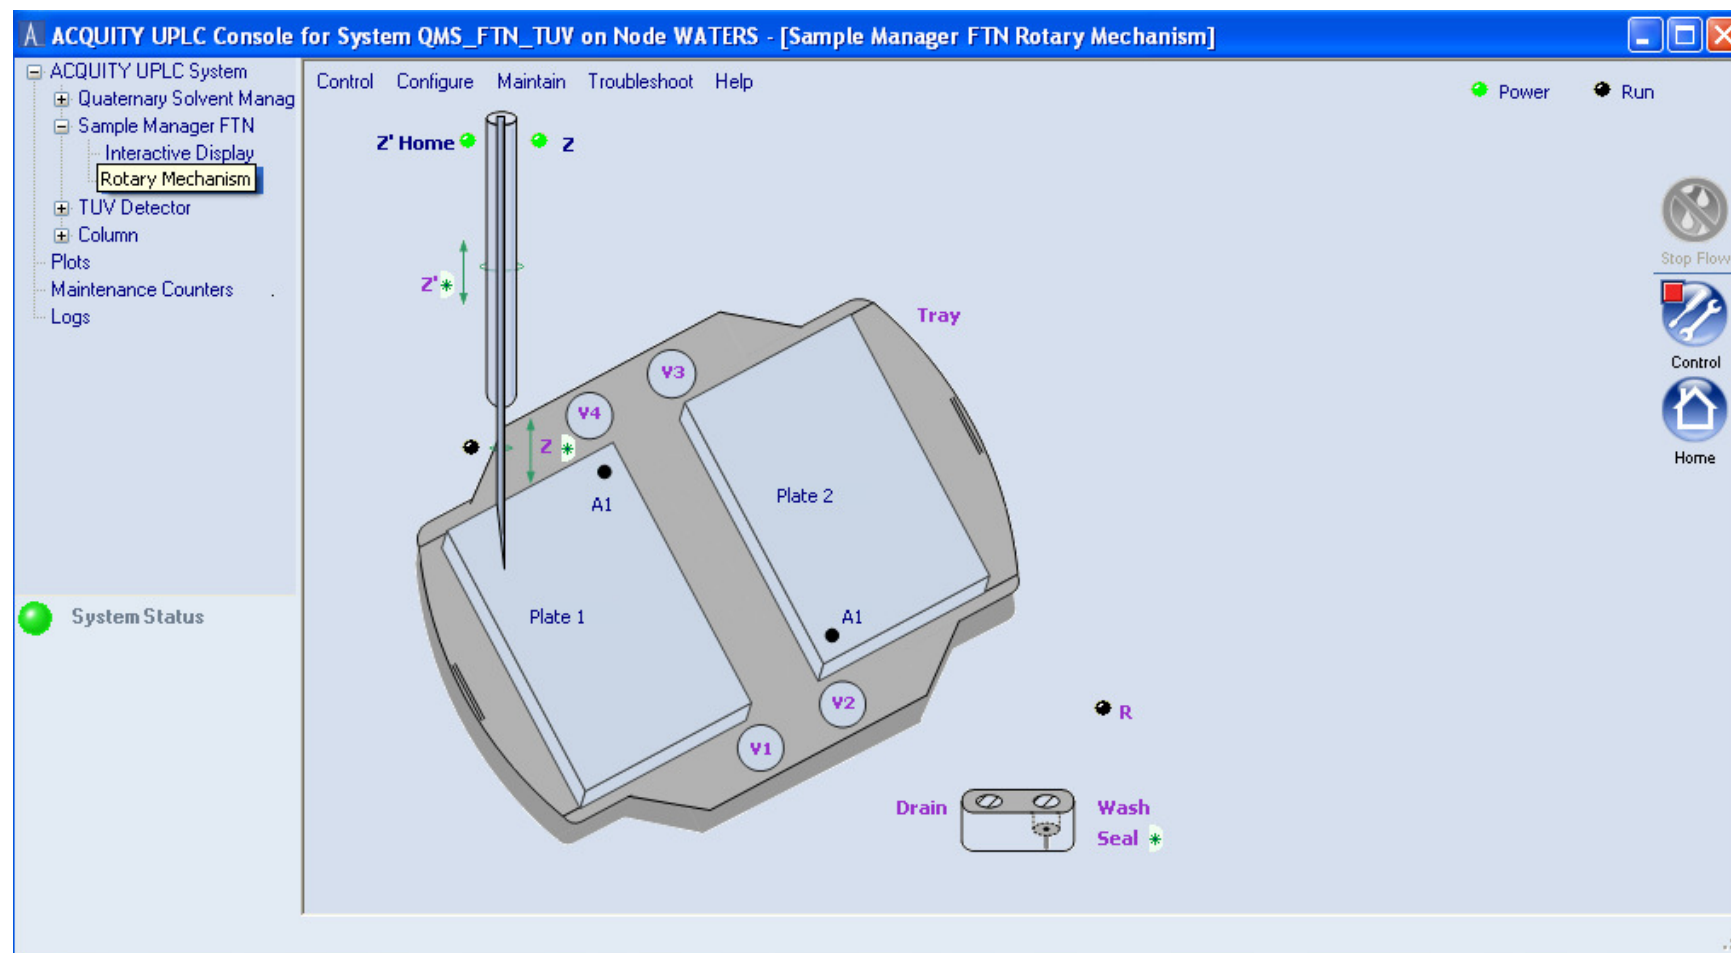 ACQUITY UPLC Console for System QMS_FTN_TUV on Node WATERS - [Sample Manager FTN Rotary Mechanism]
ACQUITY UPLC System
Quaternary Solvent Manag
Sample Manager FTN
Interactive Display
Rotary Mechanism
TUV Detector
Column
Plots
Maintenance Counters .
Logs
System Status
Control Configure Maintain Troubleshoot Help
Power Run
Z' Home Z
Z' *
Tray
V3
V4
Z *
A1
Plate 2
Plate 1
A1
V2
V1
R
Drain Wash
Seal *
Stop Flow
Control
Home